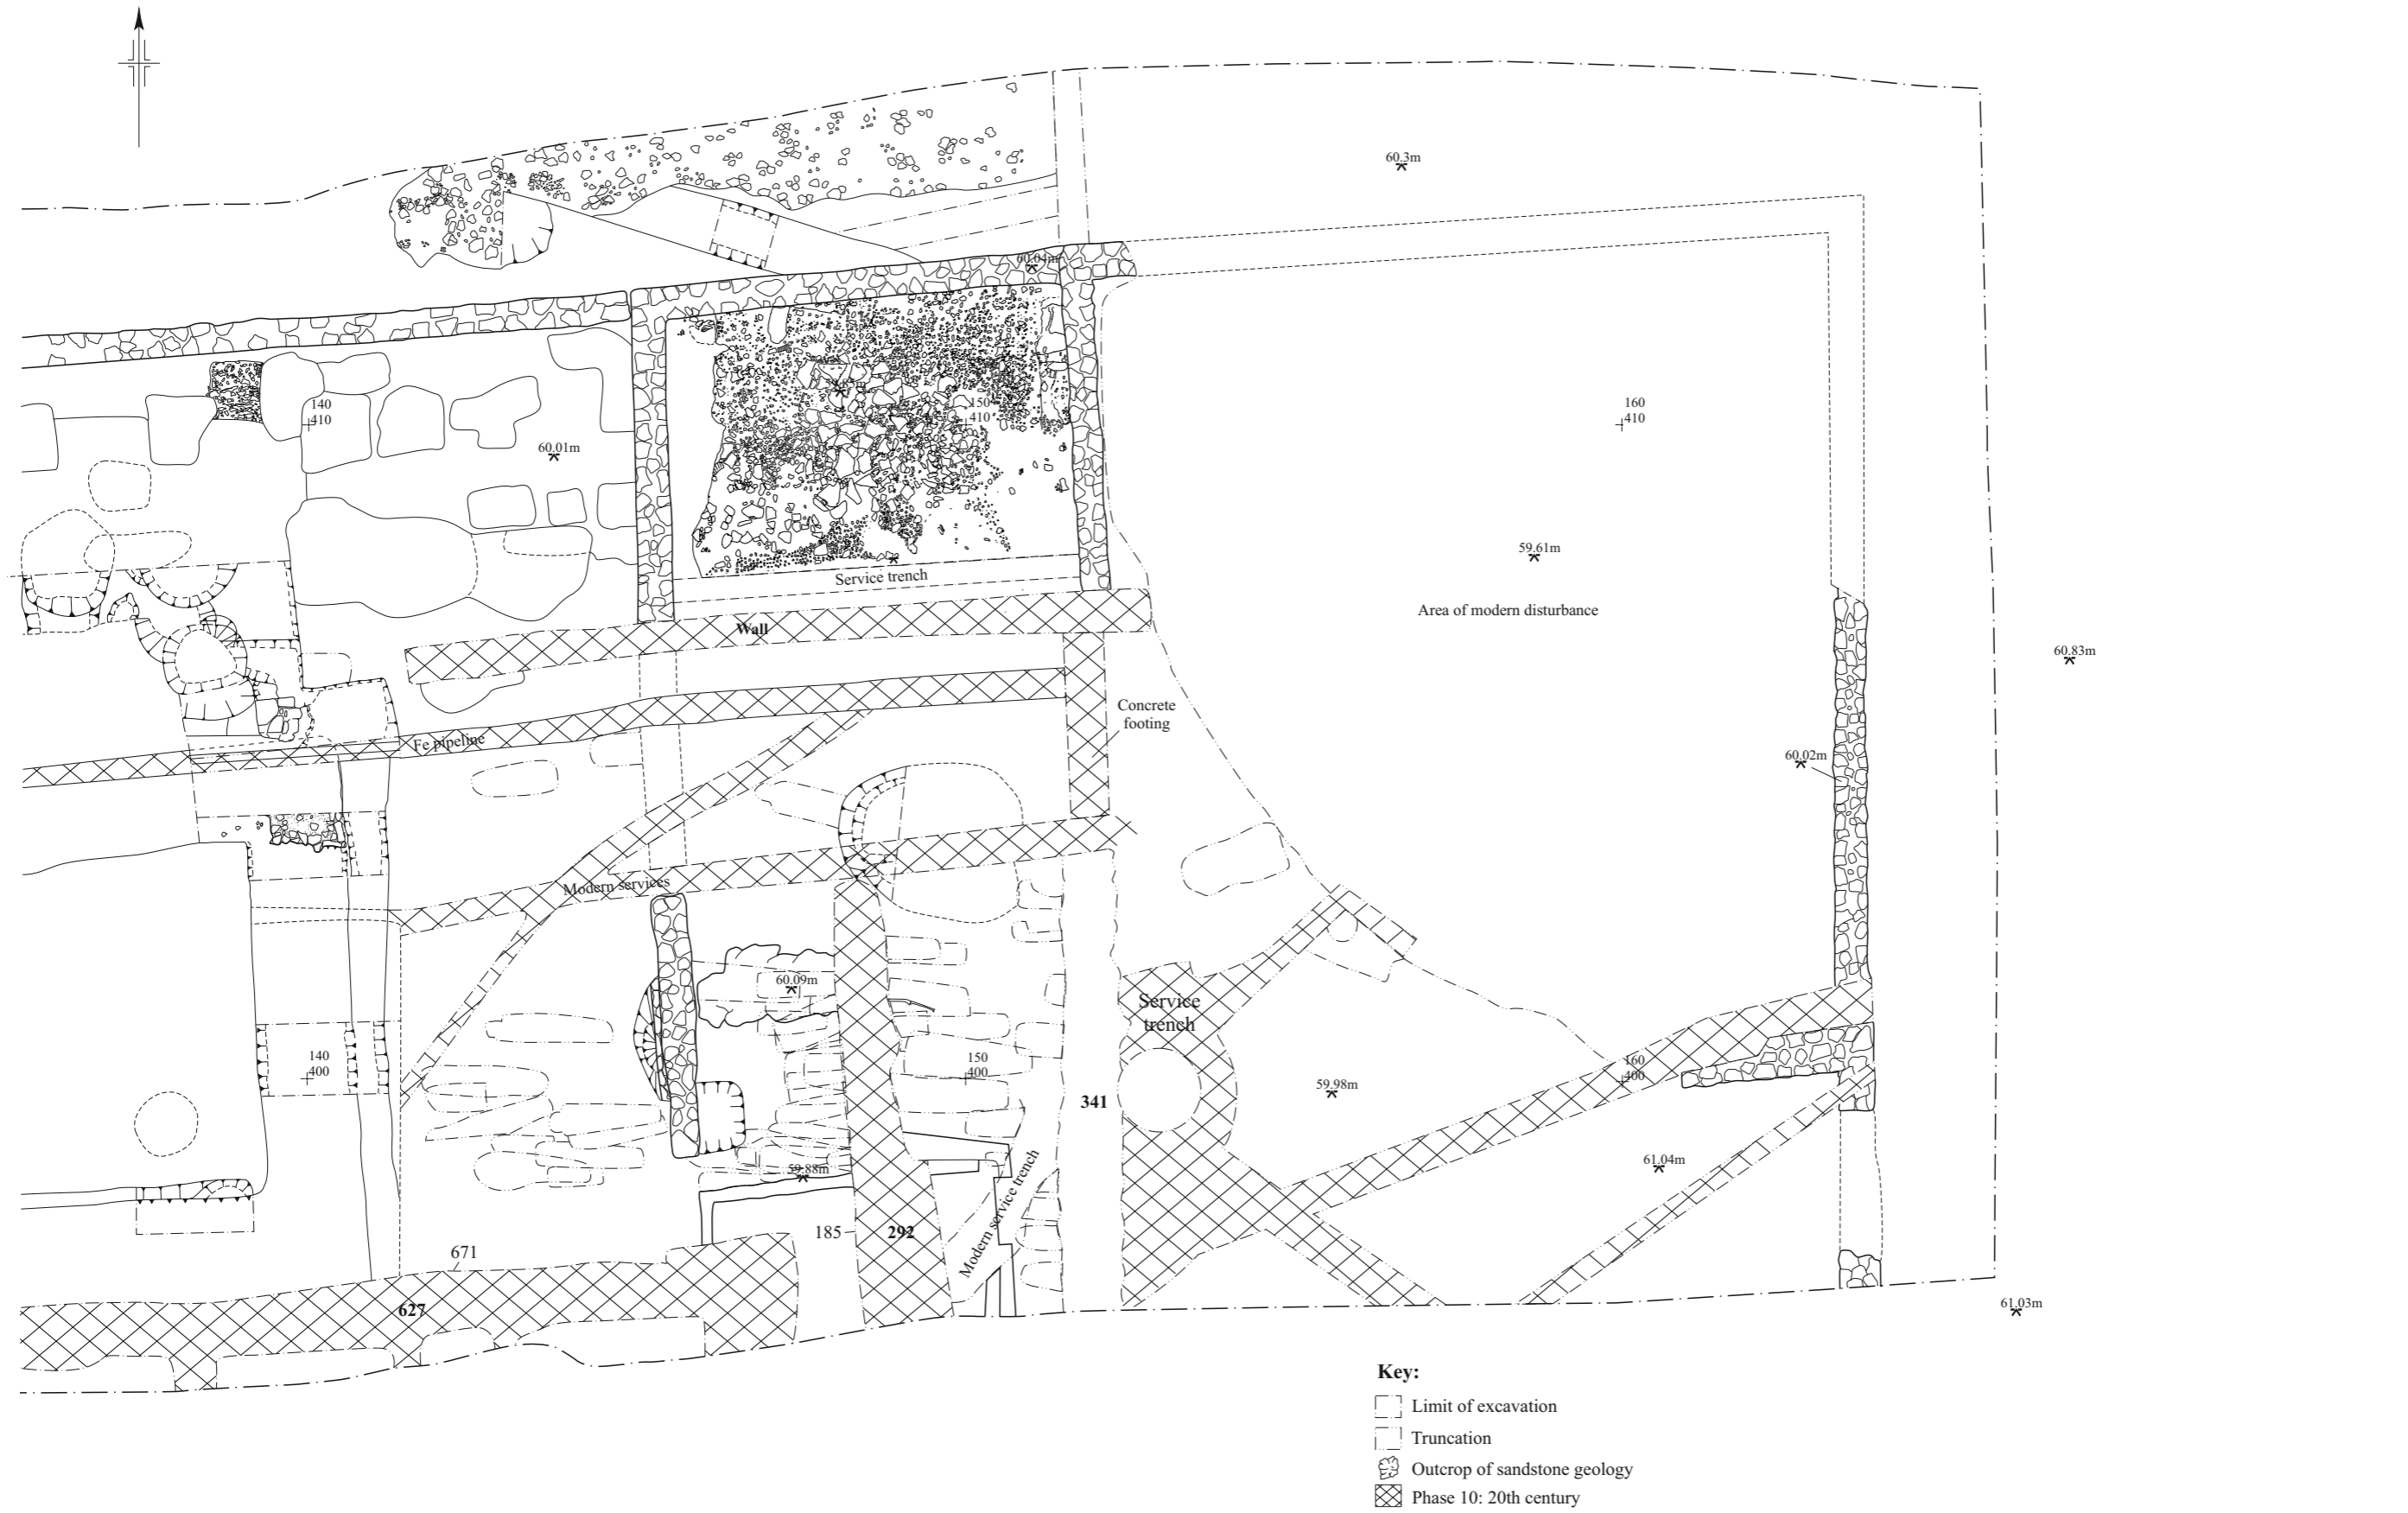 60.3m
60.04m
140
410
150
410
160
410
60.01m
59.61m
Service trench
Area of modern disturbance
Wall
60.83m
Concrete
footing
Fe pipeline
60.02m
Modern services
60.09m
Service
trench
140
400
150
400
160
400
59.98m
341
61.04m
59.88m
Modern service trench
185
292
671
627
61.03m
Key:
Limit of excavation
Truncation
Outcrop of sandstone geology
Phase 10: 20th century